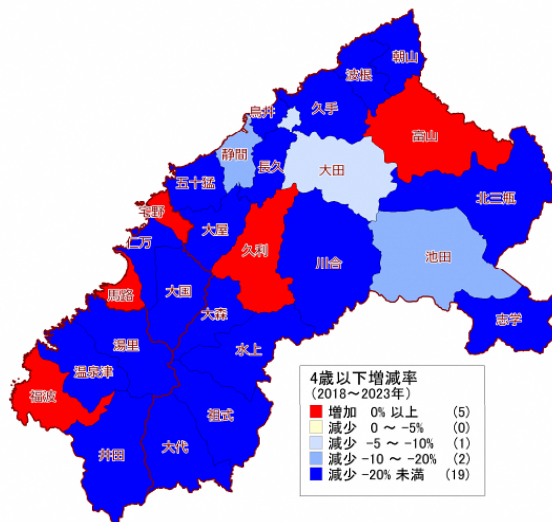 朝山
波根
久手
鳥井
富山
静間
長久
大田
五十猛
北三瓶
宅野
大屋
久利
仁万
川合
池田
馬路
大国
大森
志学
湯里
水上
温泉津
福波
祖式
井田
大代
4歳以下増減率
(2018～2023年)
増加 0% 以上 (5)
減少 0 ～ -5% (0)
減少 -5 ～ -10% (1)
減少 -10 ～ -20% (2)
減少 -20% 未満 (19)